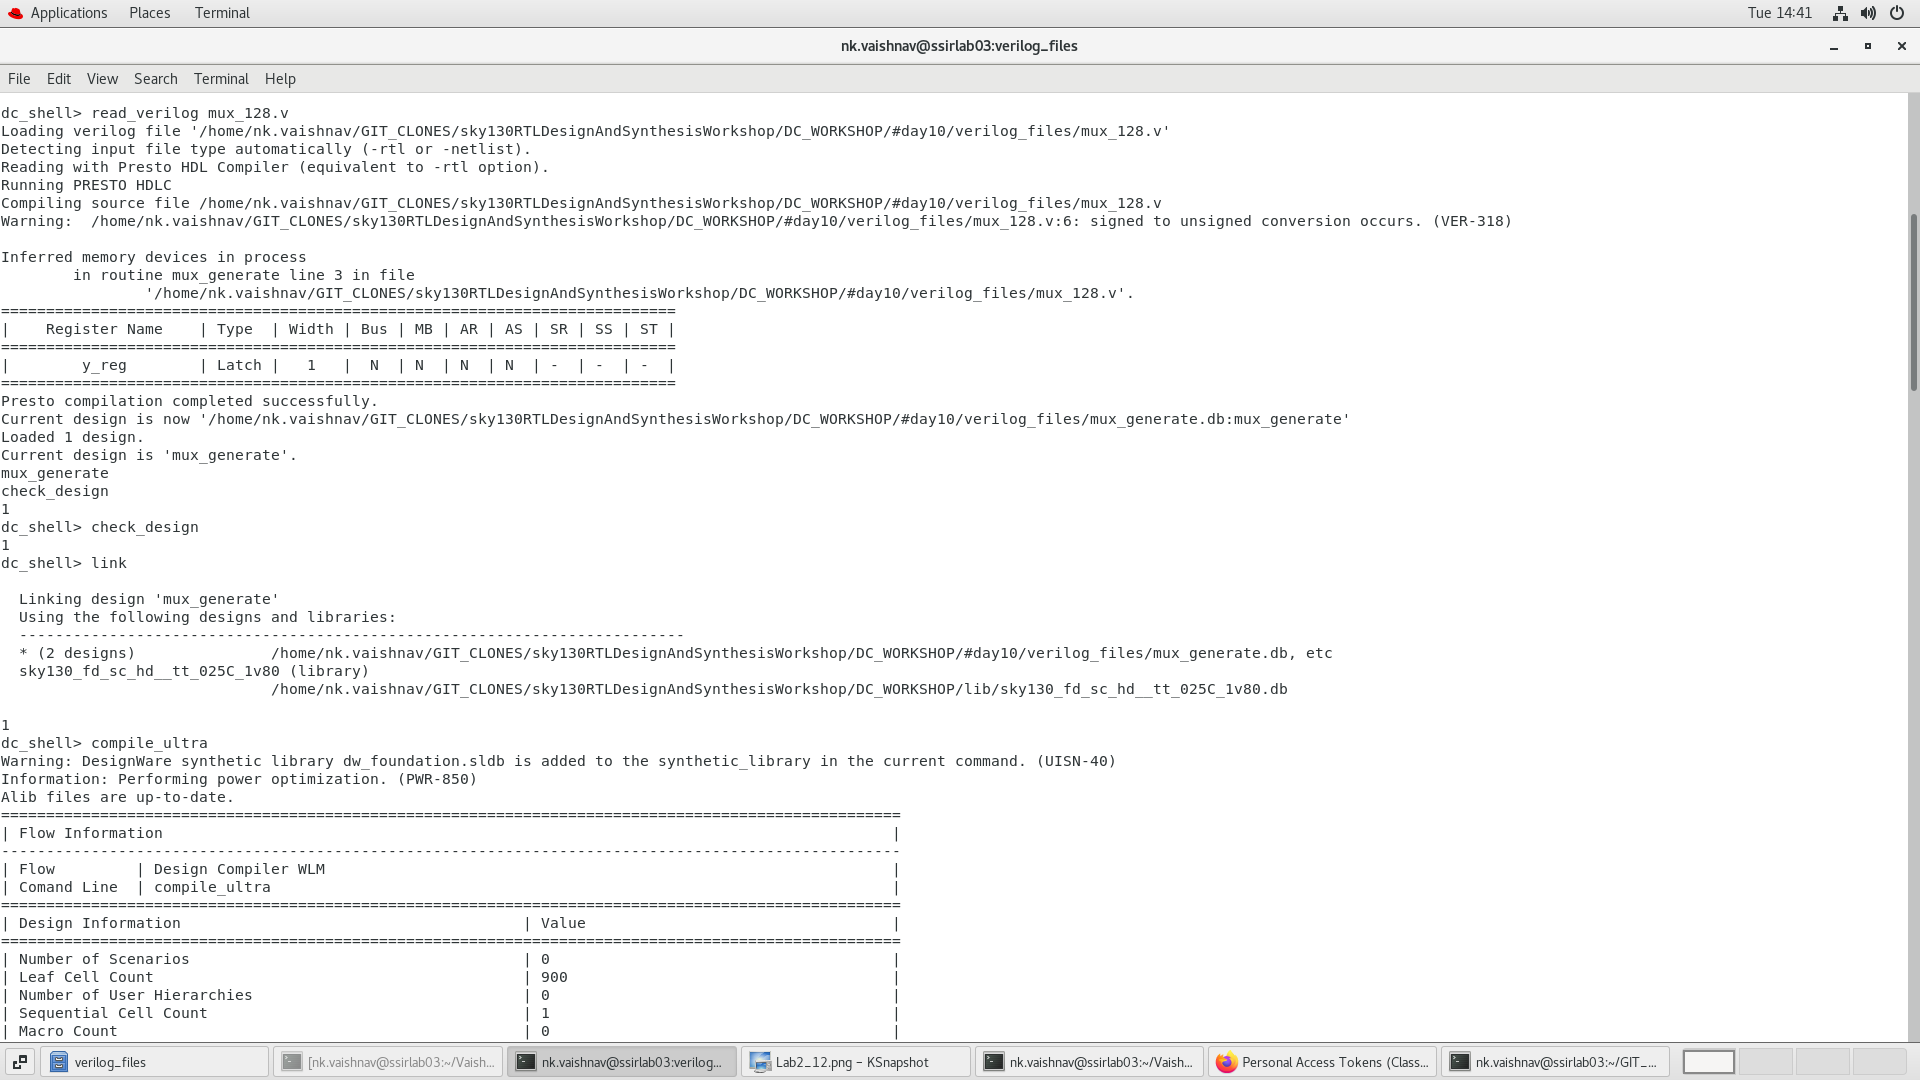 Applications Places Terminal Tue 14:41
nk.vaishnav@ssirlab03:verilog_files
File Edit View Search Terminal Help
dc_shell> read_verilog mux_128.v
Loading verilog file '/home/nk.vaishnav/GIT_CLONES/sky130RTLDesignAndSynthesisWorkshop/DC_WORKSHOP/#day10/verilog_files/mux_128.v'
Detecting input file type automatically (-rtl or -netlist).
Reading with Presto HDL Compiler (equivalent to -rtl option).
Running PRESTO HDLC
Compiling source file /home/nk.vaishnav/GIT_CLONES/sky130RTLDesignAndSynthesisWorkshop/DC_WORKSHOP/#day10/verilog_files/mux_128.v
Warning:  /home/nk.vaishnav/GIT_CLONES/sky130RTLDesignAndSynthesisWorkshop/DC_WORKSHOP/#day10/verilog_files/mux_128.v:6: signed to unsigned conversion occurs. (VER-318)
Inferred memory devices in process
        in routine mux_generate line 3 in file
                '/home/nk.vaishnav/GIT_CLONES/sky130RTLDesignAndSynthesisWorkshop/DC_WORKSHOP/#day10/verilog_files/mux_128.v'.
===========================================================================
|    Register Name    | Type  | Width | Bus | MB | AR | AS | SR | SS | ST |
===========================================================================
|        y_reg        | Latch |   1   |  N  | N  | N  | N  | -  | -  | -  |
===========================================================================
Presto compilation completed successfully.
Current design is now '/home/nk.vaishnav/GIT_CLONES/sky130RTLDesignAndSynthesisWorkshop/DC_WORKSHOP/#day10/verilog_files/mux_generate.db:mux_generate'
Loaded 1 design.
Current design is 'mux_generate'.
mux_generate
check_design
1
dc_shell> check_design
1
dc_shell> link
  Linking design 'mux_generate'
  Using the following designs and libraries:
  --------------------------------------------------------------------------
  * (2 designs)               /home/nk.vaishnav/GIT_CLONES/sky130RTLDesignAndSynthesisWorkshop/DC_WORKSHOP/#day10/verilog_files/mux_generate.db, etc
  sky130_fd_sc_hd__tt_025C_1v80 (library)
                              /home/nk.vaishnav/GIT_CLONES/sky130RTLDesignAndSynthesisWorkshop/DC_WORKSHOP/lib/sky130_fd_sc_hd__tt_025C_1v80.db
1
dc_shell> compile_ultra
Warning: DesignWare synthetic library dw_foundation.sldb is added to the synthetic_library in the current command. (UISN-40)
Information: Performing power optimization. (PWR-850)
Alib files are up-to-date.
====================================================================================================
| Flow Information                                                                                 |
----------------------------------------------------------------------------------------------------
| Flow         | Design Compiler WLM                                                               |
| Comand Line  | compile_ultra                                                                     |
====================================================================================================
| Design Information                                      | Value                                  |
====================================================================================================
| Number of Scenarios                                     | 0                                      |
| Leaf Cell Count                                         | 900                                    |
| Number of User Hierarchies                              | 0                                      |
| Sequential Cell Count                                   | 1                                      |
| Macro Count                                             | 0                                      |
verilog_files [nk.vaishnav@ssirlab03:~/Vaish... nk.vaishnav@ssirlab03:verilog... Lab2_12.png – KSnapshot nk.vaishnav@ssirlab03:~/Vaish... Personal Access Tokens (Class... nk.vaishnav@ssirlab03:~/GIT_...